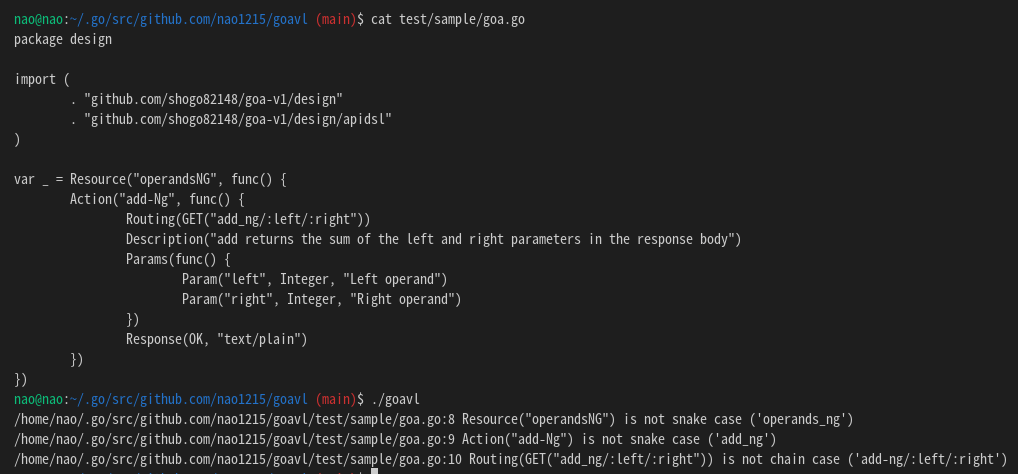 nao@nao:~/.go/src/github.com/nao1215/goavl (main)$ cat test/sample/goa.go
package design

import (
        . "github.com/shogo82148/goa-v1/design"
        . "github.com/shogo82148/goa-v1/design/apidsl"
)

var _ = Resource("operandsNG", func() {
        Action("add-Ng", func() {
                Routing(GET("add_ng/:left/:right"))
                Description("add returns the sum of the left and right parameters in the response body")
                Params(func() {
                        Param("left", Integer, "Left operand")
                        Param("right", Integer, "Right operand")
                })
                Response(OK, "text/plain")
        })
})
nao@nao:~/.go/src/github.com/nao1215/goavl (main)$ ./goavl
/home/nao/.go/src/github.com/nao1215/goavl/test/sample/goa.go:8 Resource("operandsNG") is not snake case ('operands_ng')
/home/nao/.go/src/github.com/nao1215/goavl/test/sample/goa.go:9 Action("add-Ng") is not snake case ('add_ng')
/home/nao/.go/src/github.com/nao1215/goavl/test/sample/goa.go:10 Routing(GET("add_ng/:left/:right")) is not chain case ('add-ng/:left/:right')